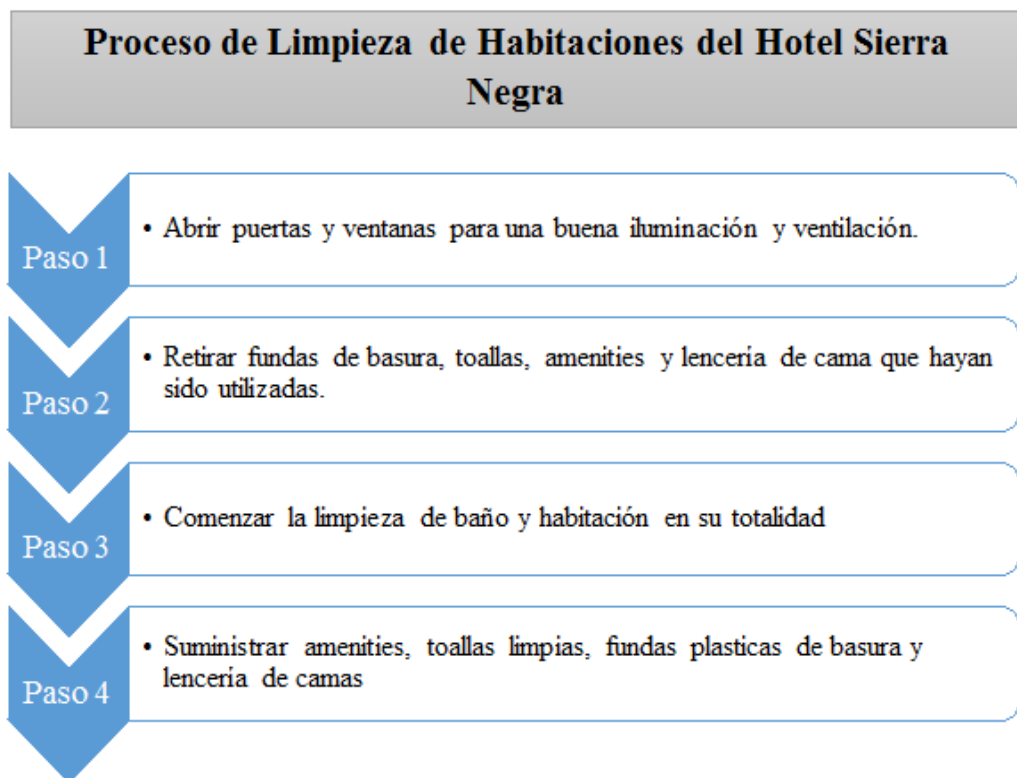 Proceso de Limpieza de Habitaciones del Hotel Sierra
Negra
Paso 1
• Abrir puertas y ventanas para una buena iluminación y ventilación.
Paso 2
• Retirar fundas de basura, toallas, amenities y lencería de cama que hayan
sido utilizadas.
Paso 3
• Comenzar la limpieza de baño y habitación en su totalidad
Paso 4
• Suministrar amenities, toallas limpias, fundas plasticas de basura y
lencería de camas